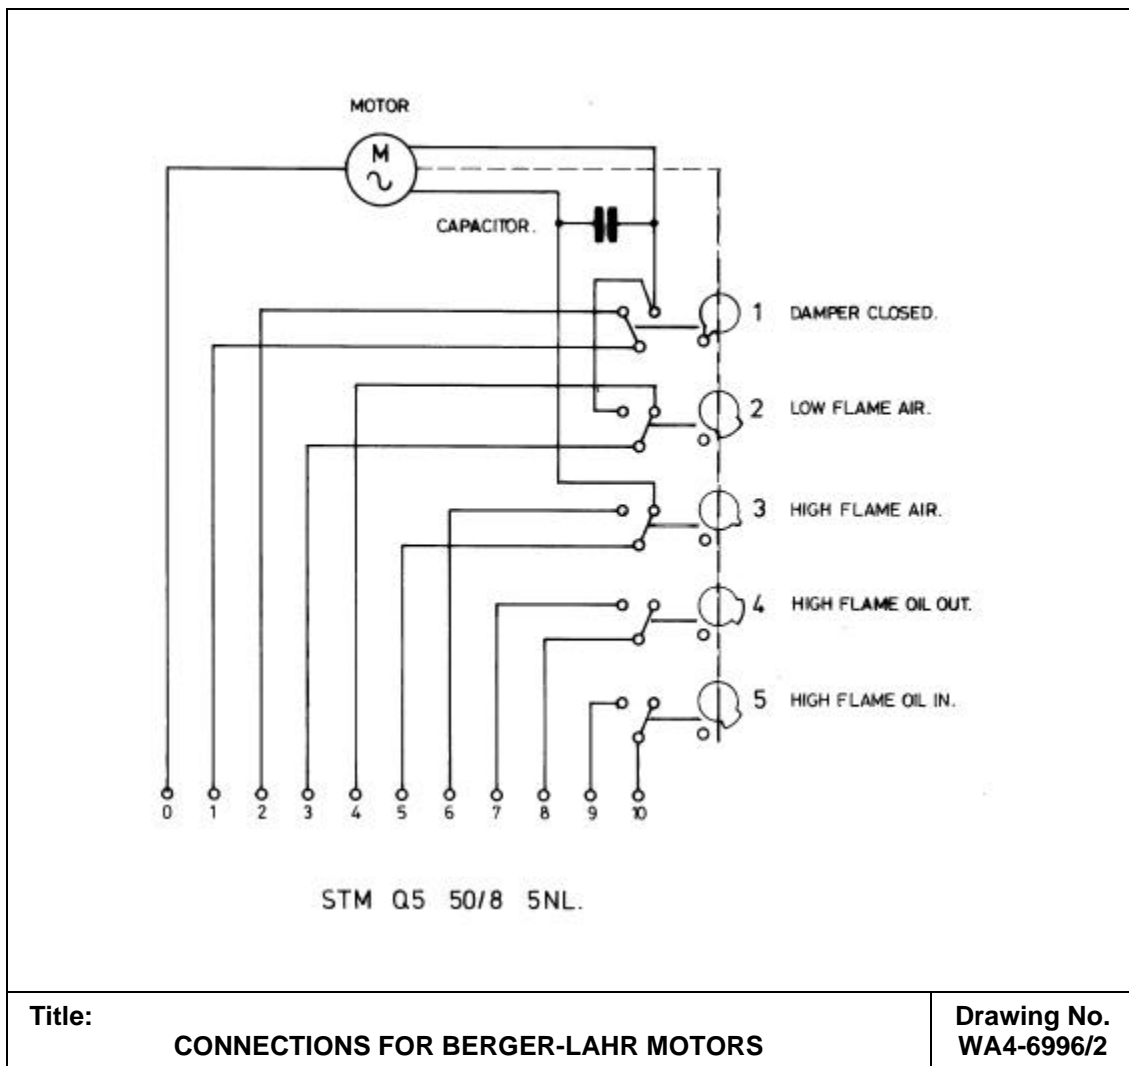 MOTOR
M
CAPACITOR.
1 DAMPER CLOSED.
2 LOW FLAME AIR.
3 HIGH FLAME AIR.
4 HIGH FLAME OIL OUT.
5 HIGH FLAME OIL IN.
0 1 2 3 4 5 6 7 8 9 10
STM Q5 50/8 5NL.
Title:
CONNECTIONS FOR BERGER-LAHR MOTORS
Drawing No.
WA4-6996/2